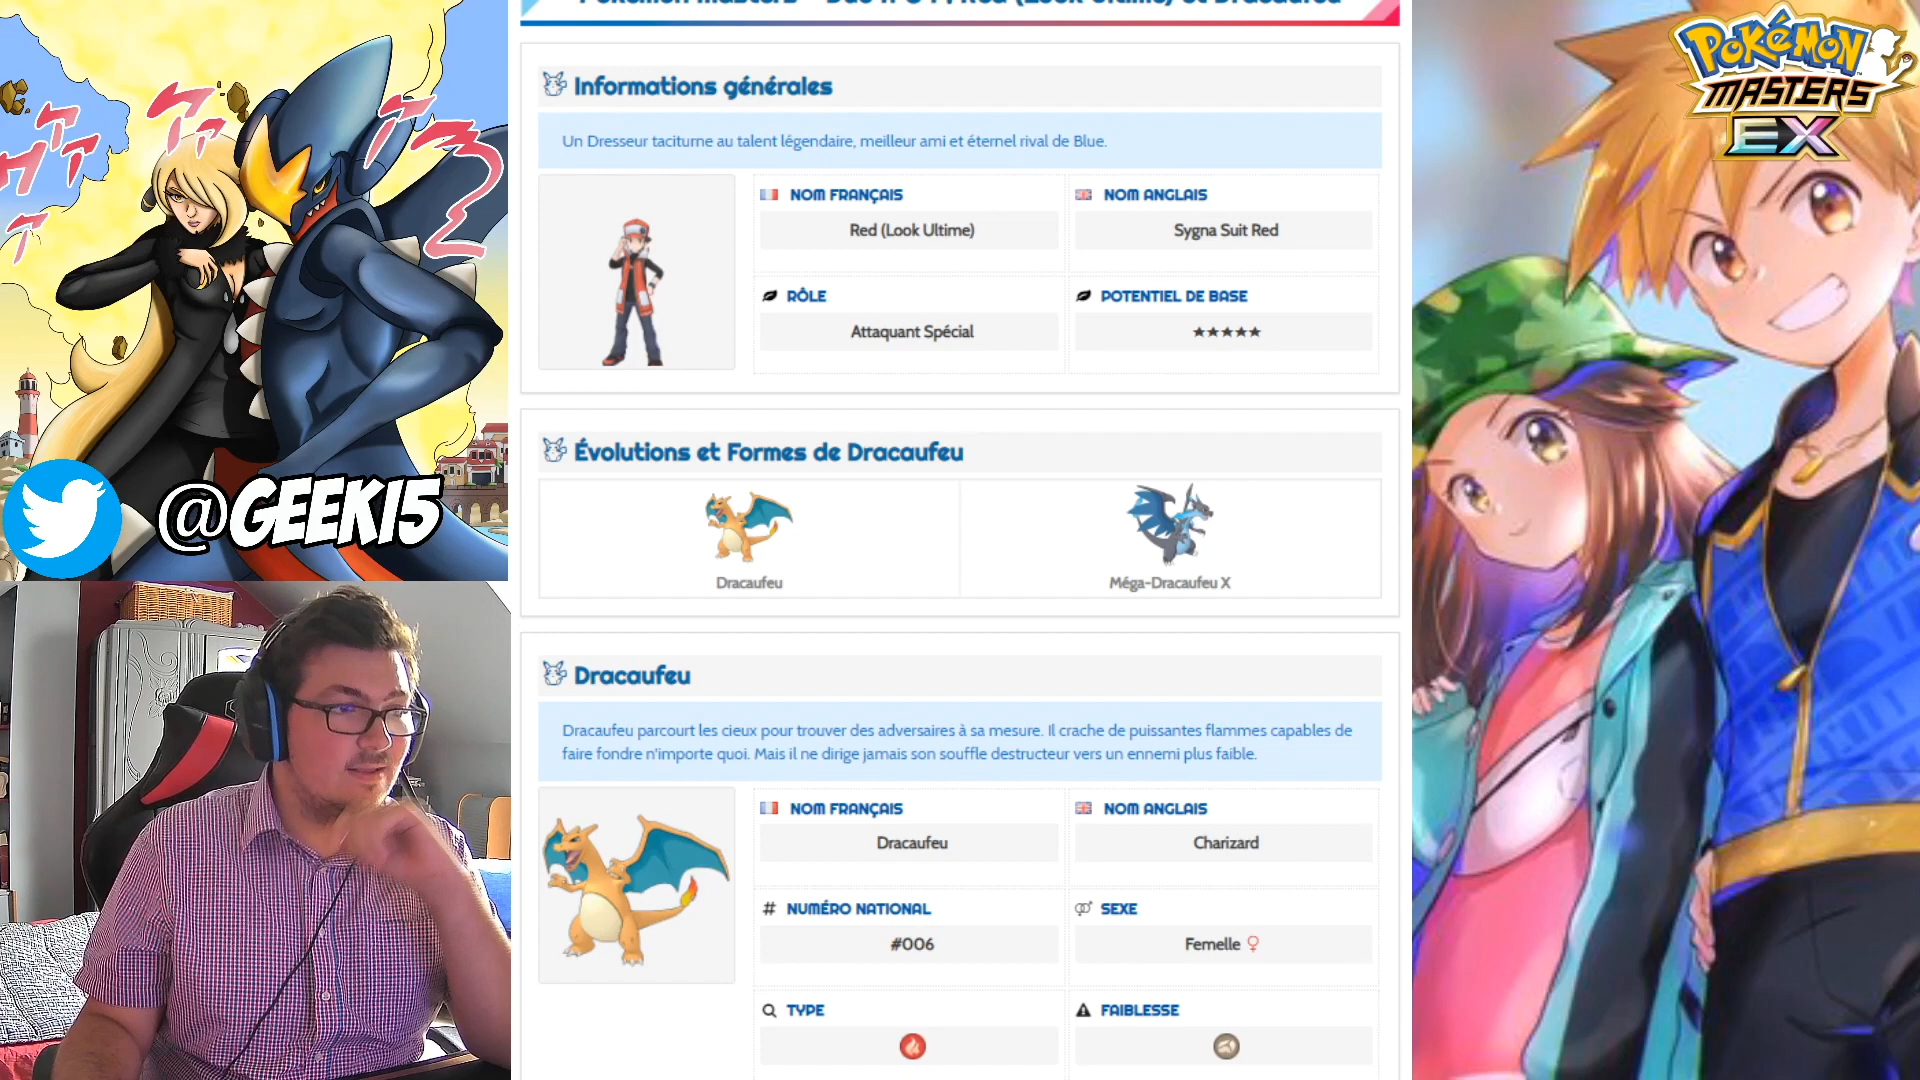 Informations générales
Un Dresseur taciturne au talent légendaire, meilleur ami et éternel rival de Blue.
NOM FRANÇAIS
Red (Look Ultime)
NOM ANGLAIS
Sygna Suit Red
RÔLE
Attaquant Spécial
POTENTIEL DE BASE
★★★★★
Évolutions et Formes de Dracaufeu
Dracaufeu
Méga-Dracaufeu X
Dracaufeu
Dracaufeu parcourt les cieux pour trouver des adversaires à sa mesure. Il crache de puissantes flammes capables de
faire fondre n'importe quoi. Mais il ne dirige jamais son souffle destructeur vers un ennemi plus faible.
NOM FRANÇAIS
Dracaufeu
NOM ANGLAIS
Charizard
# NUMÉRO NATIONAL
#006
SEXE
Femelle ♀
TYPE
FAIBLESSE
@GEEKI5
POKéMON
MASTERS
EX